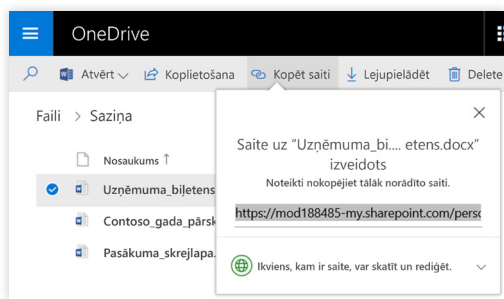 OneDrive
Atvērt Koplietošana Kopēt saiti Lejupielādēt Delete
Faili > Saziņa
Saite uz "Uzņēmuma_bi.... etens.docx"
izveidots
Noteikti nokopējiet tālāk norādīto saiti.
https://mod188485-my.sharepoint.com/perso
Ikviens, kam ir saite, var skatīt un rediģēt.
Nosaukums ↑
Uzņēmuma_biļetens
Contoso_gada_pārsk
Pasākuma_skrejlapa.